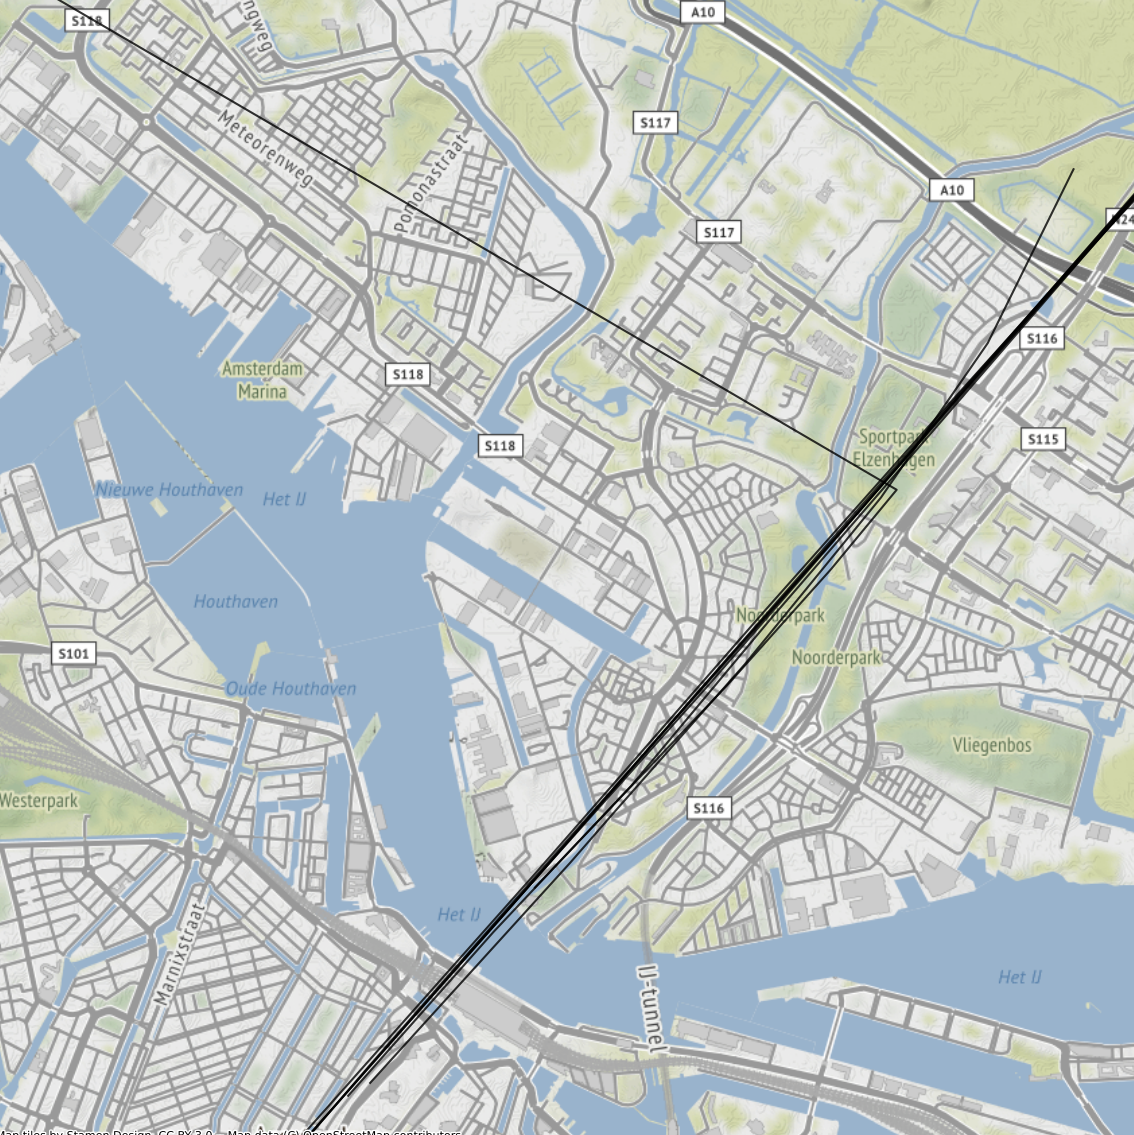 S118
ngweg
A10
S117
Meteorenweg
Pomonastraat
A10
S117
N24
S116
Amsterdam
Marina
S118
S118
Sportpark
Elzenhagen
S115
Nieuwe Houthaven
Het IJ
Houthaven
Noorderpark
S101
Noorderpark
Oude Houthaven
Vliegenbos
Westerpark
S116
Het IJ
Marnixstraat
IJ-tunnel
Het IJ
Map tiles by Stamen Design, CC BY 3.0 -- Map data (C) OpenStreetMap contributors